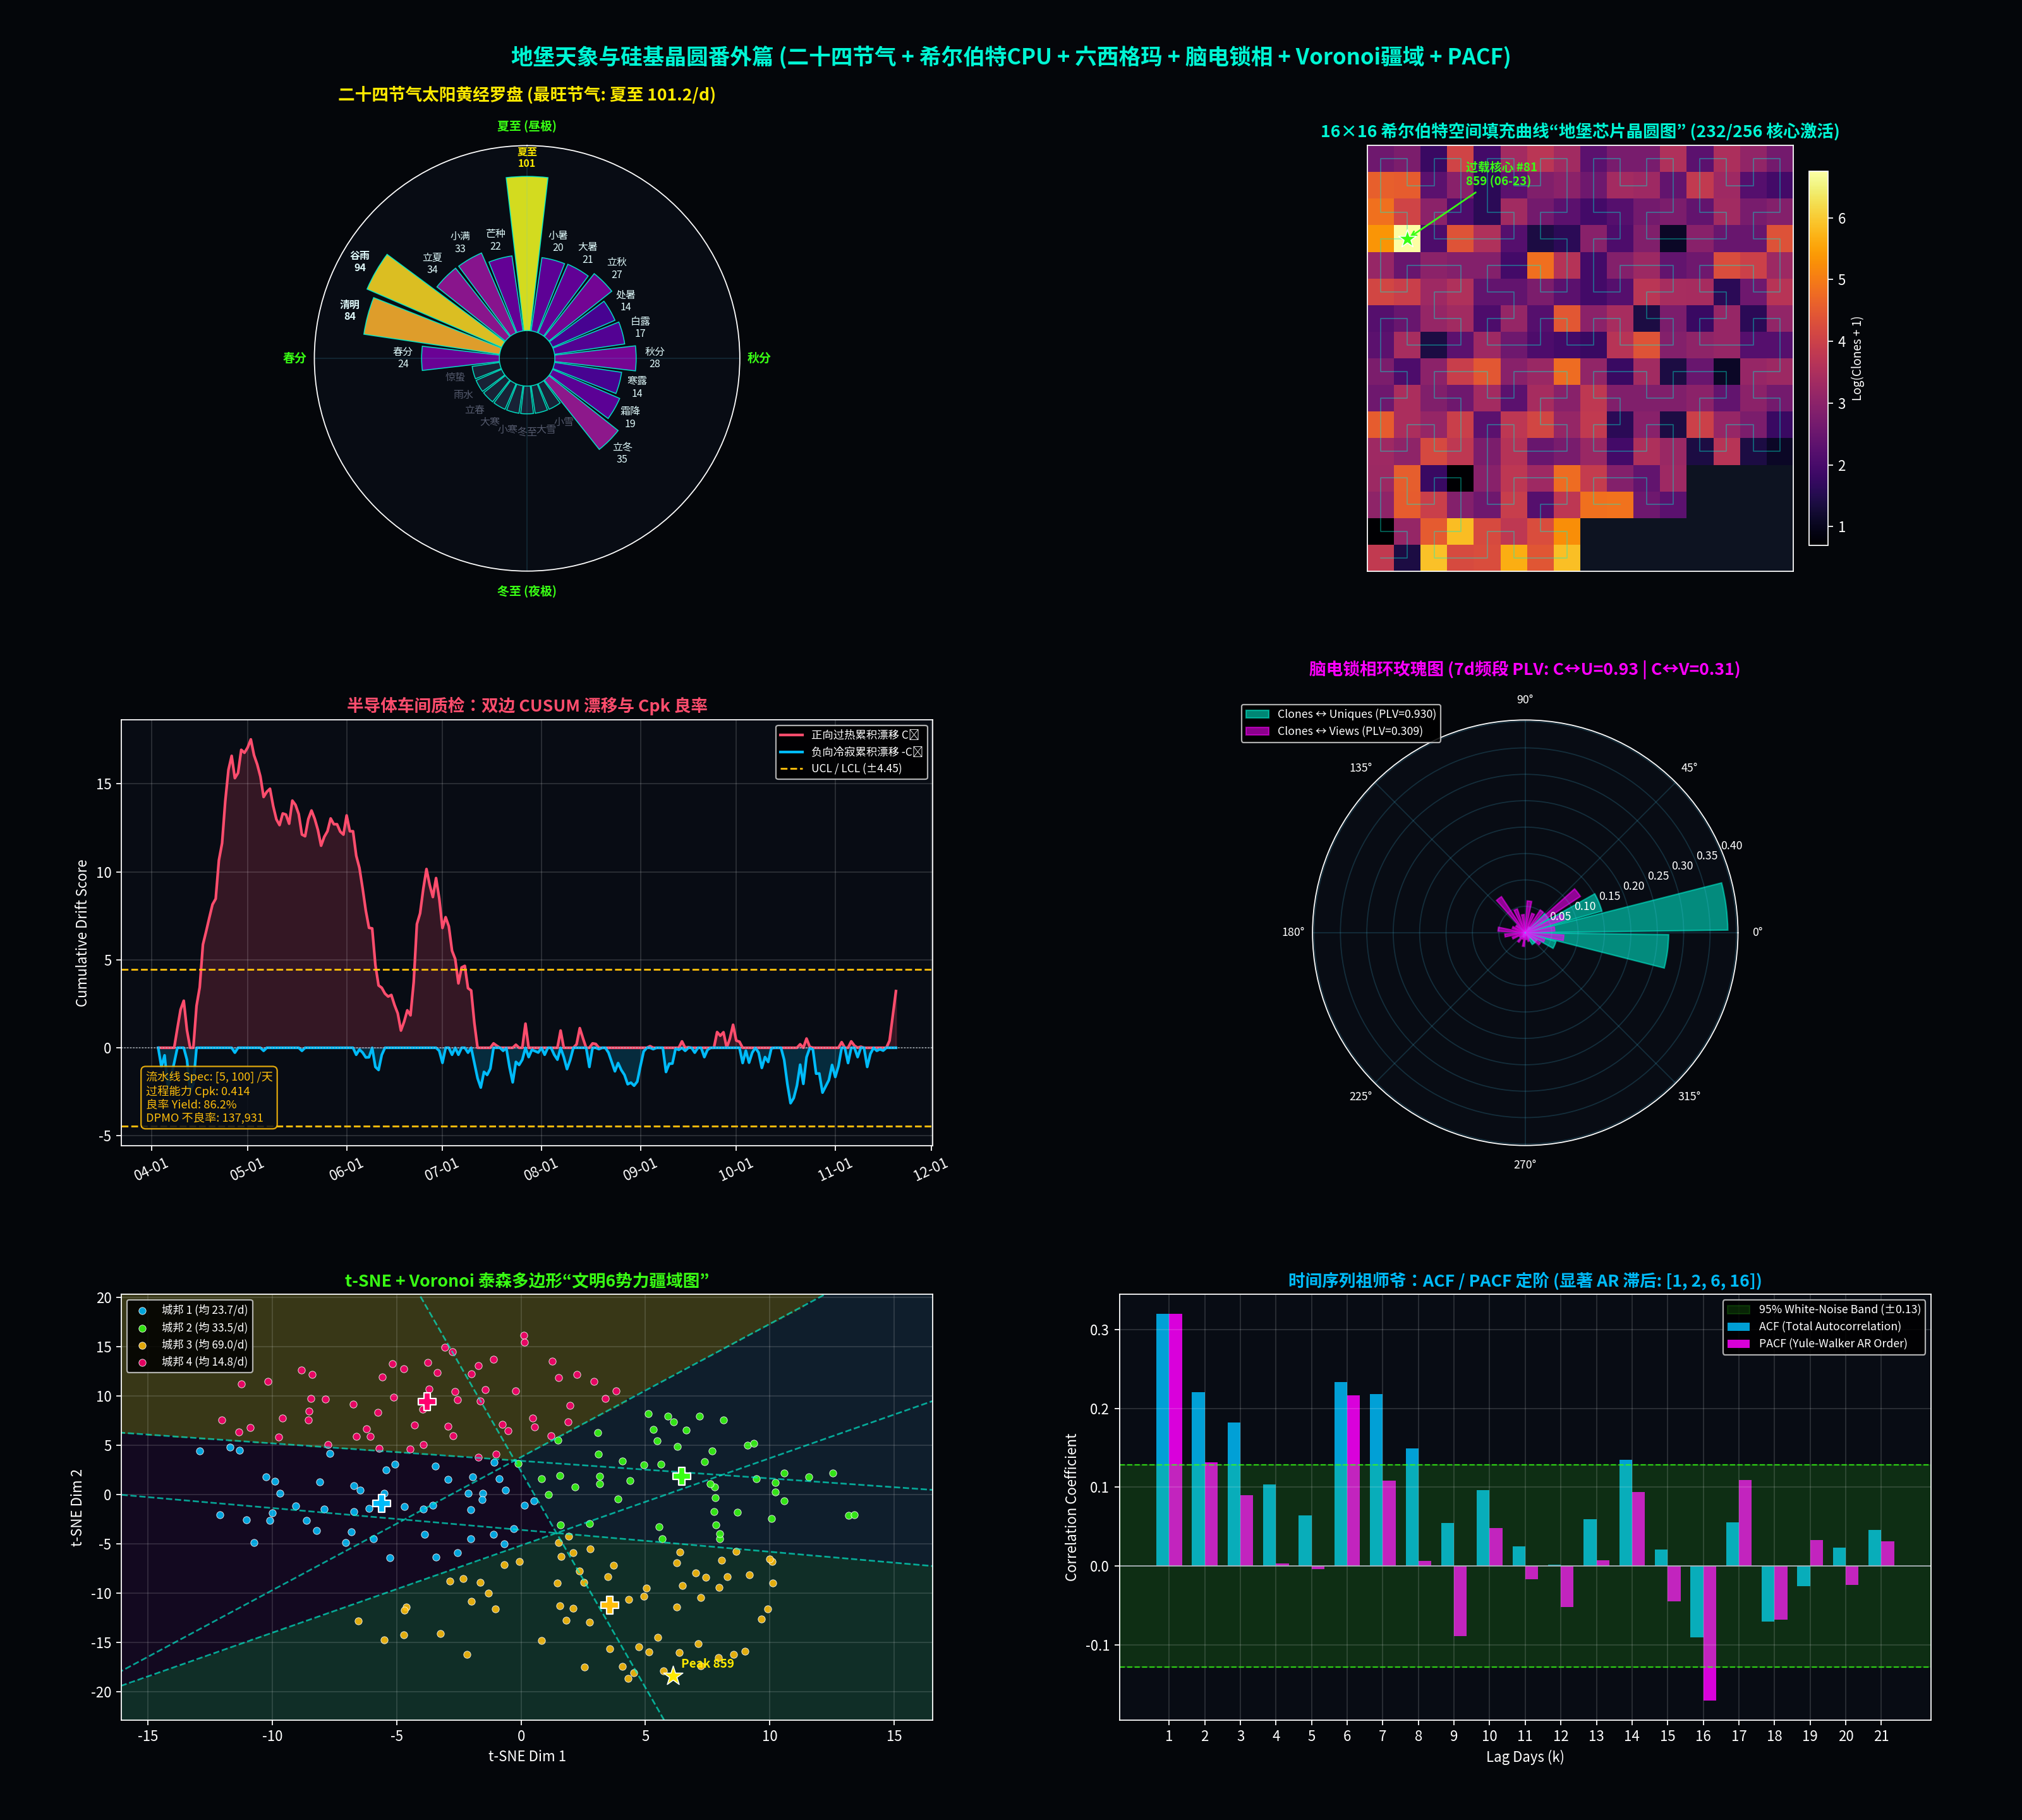 地堡天象与硅基晶圆番外篇 (二十四节气 + 希尔伯特CPU + 六西格玛 + 脑电锁相 + Voronoi疆域 + PACF)
二十四节气太阳黄经罗盘 (最旺节气: 夏至 101.2/d)
夏至 (昼极)
夏至
101
芒种
22
小满
33
立夏
34
谷雨
94
清明
84
春分
24
春分
小暑
20
大暑
21
立秋
27
处暑
14
白露
17
秋分
28
秋分
寒露
14
霜降
19
立冬
35
惊蛰
雨水
立春
大寒
小寒
冬至
大雪
小雪
冬至 (夜极)
16×16 希尔伯特空间填充曲线“地堡芯片晶圆图” (232/256 核心激活)
过载核心 #81
859 (06-23)
6
5
4
3
2
1
Log(Clones + 1)
半导体车间质检：双边 CUSUM 漂移与 Cpk 良率
正向过热累积漂移 C
负向冷寂累积漂移 -C
UCL / LCL (±4.45)
Cumulative Drift Score
15
10
5
0
-5
流水线 Spec: [5, 100] /天
过程能力 Cpk: 0.414
良率 Yield: 86.2%
DPMO 不良率: 137,931
04-01
05-01
06-01
07-01
08-01
09-01
10-01
11-01
12-01
脑电锁相环玫瑰图 (7d频段 PLV: C↔U=0.93 | C↔V=0.31)
Clones ↔ Uniques (PLV=0.930)
Clones ↔ Views (PLV=0.309)
90°
135°
45°
180°
0°
225°
315°
270°
0.05
0.10
0.15
0.20
0.25
0.30
0.35
0.40
t-SNE + Voronoi 泰森多边形“文明6势力疆域图”
城邦 1 (均 23.7/d)
城邦 2 (均 33.5/d)
城邦 3 (均 69.0/d)
城邦 4 (均 14.8/d)
t-SNE Dim 2
20
15
10
5
0
-5
-10
-15
-20
Peak 859
-15
-10
-5
0
5
10
15
t-SNE Dim 1
时间序列祖师爷：ACF / PACF 定阶 (显著 AR 滞后: [1, 2, 6, 16])
95% White-Noise Band (±0.13)
ACF (Total Autocorrelation)
PACF (Yule-Walker AR Order)
Correlation Coefficient
0.3
0.2
0.1
0.0
-0.1
1
2
3
4
5
6
7
8
9
10
11
12
13
14
15
16
17
18
19
20
21
Lag Days (k)